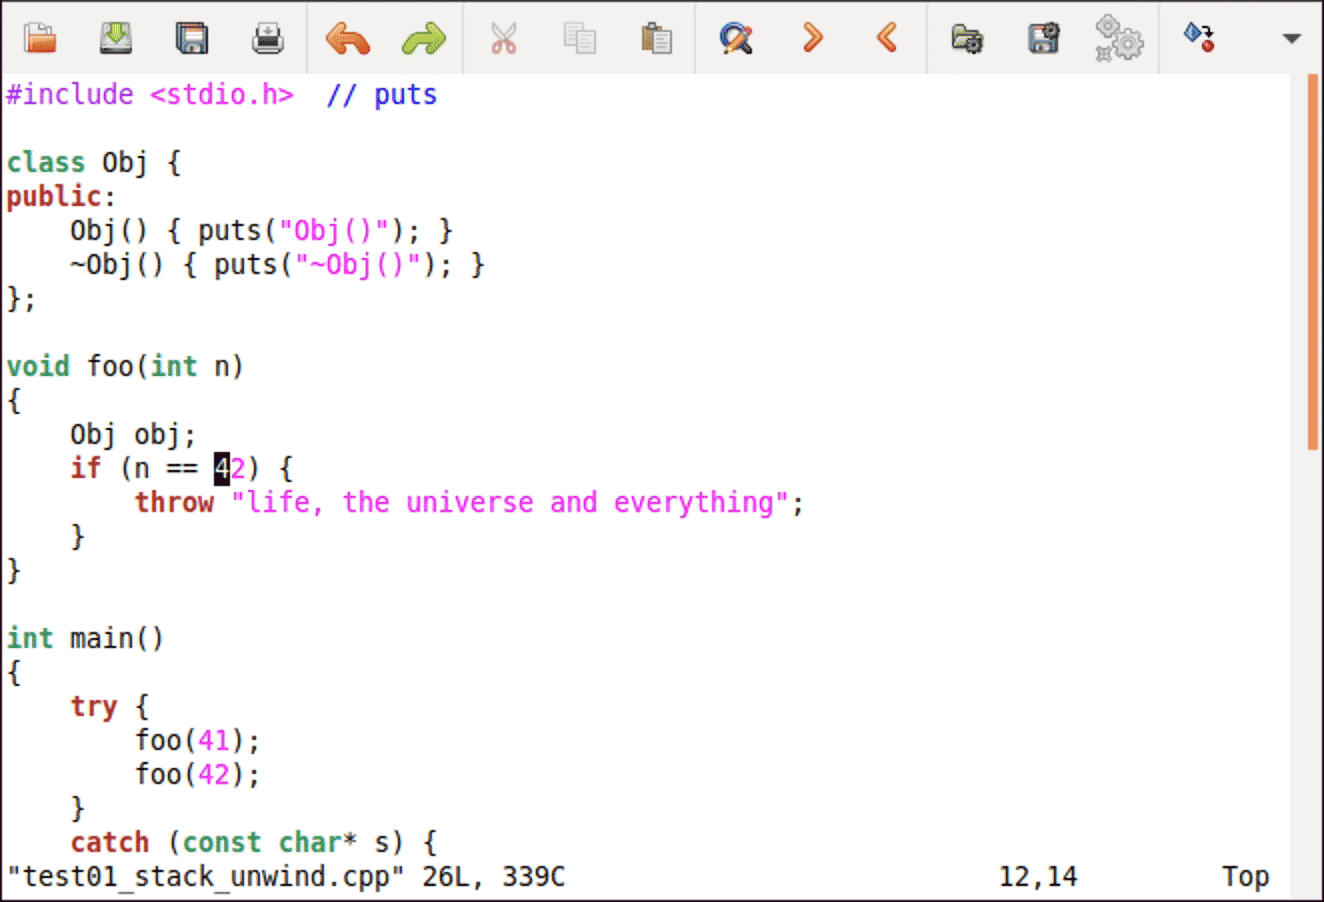 #include <stdio.h>  // puts

class Obj {
public:
    Obj() { puts("Obj()"); }
    ~Obj() { puts("~Obj()"); }
};

void foo(int n)
{
    Obj obj;
    if (n == 42) {
        throw "life, the universe and everything";
    }
}

int main()
{
    try {
        foo(41);
        foo(42);
    }
    catch (const char* s) {
"test01_stack_unwind.cpp" 26L, 339C 12,14 Top